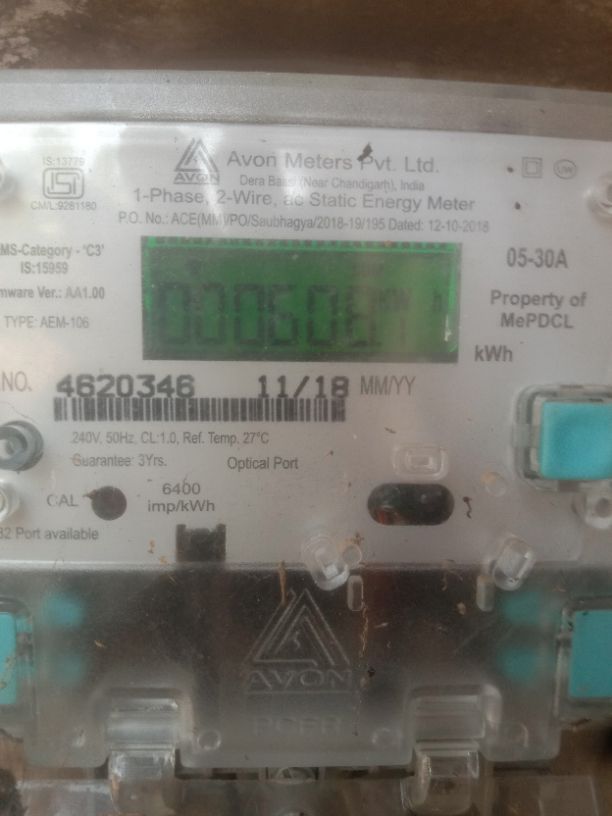 IS:13779
CM/L:9281180
AVON
Avon Meters Pvt. Ltd.
Dera Bassi (Near Chandigarh), India
1-Phase, 2-Wire, ac Static Energy Meter
P.O. No.: ACE(MM)/PO/Saubhagya/2018-19/195 Dated: 12-10-2018
MS-Category - 'C3'
IS:15959
mware Ver.: AA1.00
TYPE: AEM-106
05-30A
Property of
MePDCL
kWh
.NO. 4620346 11/18 MM/YY
240V, 50Hz, CL:1.0, Ref. Temp. 27°C
Guarantee: 3Yrs.
Optical Port
CAL
6400
imp/kWh
32 Port available
AVON